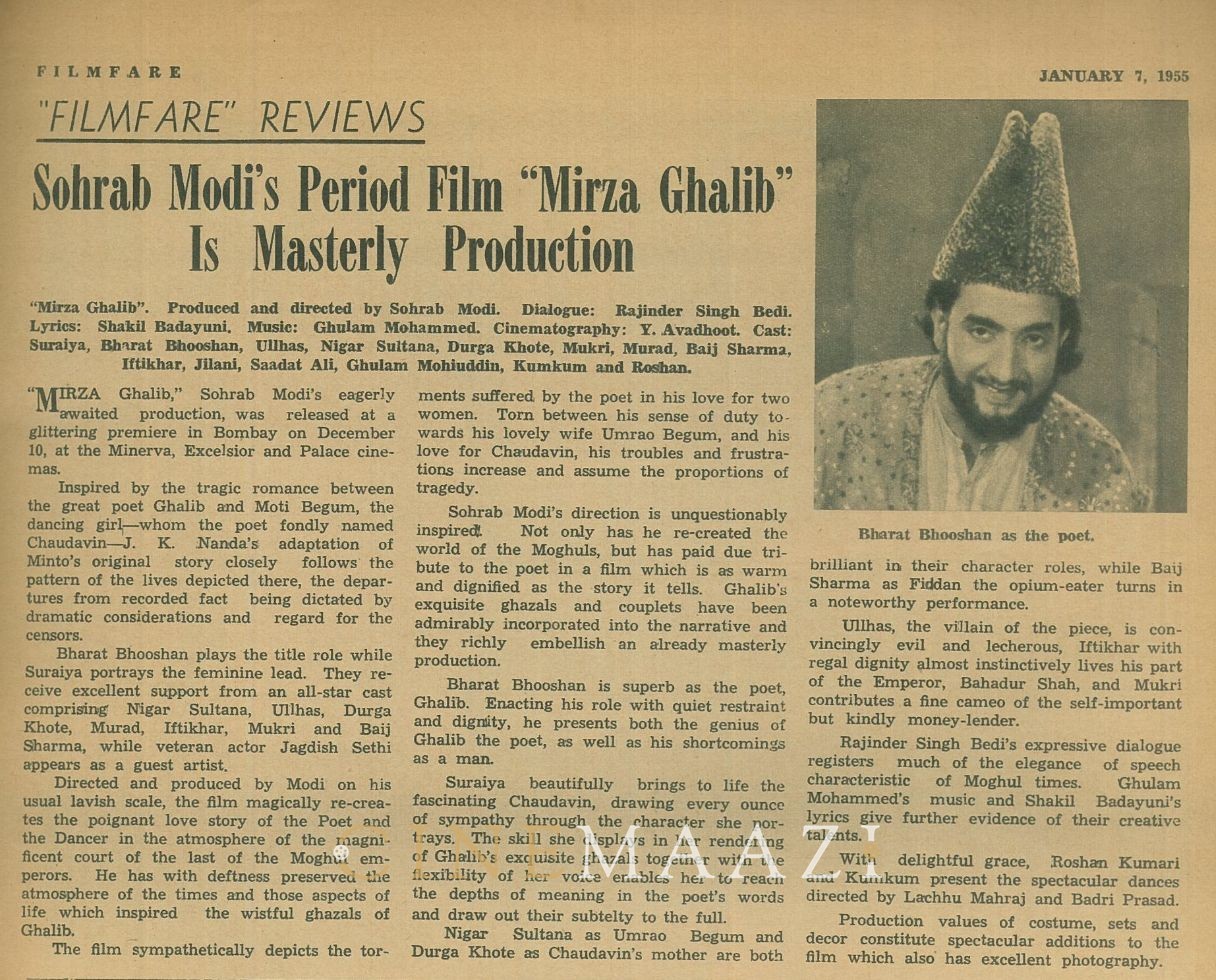 FILMFARE
JANUARY 7, 1955
"FILMFARE" REVIEWS
Sohrab Modi's Period Film "Mirza Ghalib"
Is Masterly Production
"Mirza Ghalib". Produced and directed by Sohrab Modi. Dialogue: Rajinder Singh Bedi.
Lyrics: Shakil Badayuni. Music: Ghulam Mohammed. Cinematography: Y. Avadhoot. Cast:
Suraiya, Bharat Bhooshan, Ullhas, Nigar Sultana, Durga Khote, Mukri, Murad, Baij Sharma,
Iftikhar, Jilani, Saadat Ali, Ghulam Mohiuddin, Kumkum and Roshan.
"MIRZA Ghalib," Sohrab Modi's eagerly
awaited production, was released at a
glittering premiere in Bombay on December
10, at the Minerva, Excelsior and Palace cine-
mas.
Inspired by the tragic romance between
the great poet Ghalib and Moti Begum, the
dancing girl—whom the poet fondly named
Chaudavin—J. K. Nanda's adaptation of
Minto's original story closely follows the
pattern of the lives depicted there, the depar-
tures from recorded fact being dictated by
dramatic considerations and regard for the
censors.
Bharat Bhooshan plays the title role while
Suraiya portrays the feminine lead. They re-
ceive excellent support from an all-star cast
comprising Nigar Sultana, Ullhas, Durga
Khote, Murad, Iftikhar, Mukri and Baij
Sharma, while veteran actor Jagdish Sethi
appears as a guest artist.
Directed and produced by Modi on his
usual lavish scale, the film magically re-crea-
tes the poignant love story of the Poet and
the Dancer in the atmosphere of the magni-
ficent court of the last of the Moghul em-
perors. He has with deftness preserved the
atmosphere of the times and those aspects of
life which inspired the wistful ghazals of
Ghalib.
The film sympathetically depicts the tor-
ments suffered by the poet in his love for two
women. Torn between his sense of duty to-
wards his lovely wife Umrao Begum, and his
love for Chaudavin, his troubles and frustra-
tions increase and assume the proportions of
tragedy.
Sohrab Modi's direction is unquestionably
inspired. Not only has he re-created the
world of the Moghuls, but has paid due tri-
bute to the poet in a film which is as warm
and dignified as the story it tells. Ghalib's
exquisite ghazals and couplets have been
admirably incorporated into the narrative and
they richly embellish an already masterly
production.
Bharat Bhooshan is superb as the poet,
Ghalib. Enacting his role with quiet restraint
and dignity, he presents both the genius of
Ghalib the poet, as well as his shortcomings
as a man.
Suraiya beautifully brings to life the
fascinating Chaudavin, drawing every ounce
of sympathy through the character she por-
trays. The skill she displays in her rendering
of Ghalib's exquisite ghazals together with the
flexibility of her voice enables her to reach
the depths of meaning in the poet's words
and draw out their subtelty to the full.
Nigar Sultana as Umrao Begum and
Durga Khote as Chaudavin's mother are both
Bharat Bhooshan as the poet.
brilliant in their character roles, while Baij
Sharma as Fiddan the opium-eater turns in
a noteworthy performance.
Ullhas, the villain of the piece, is con-
vincingly evil and lecherous, Iftikhar with
regal dignity almost instinctively lives his part
of the Emperor, Bahadur Shah, and Mukri
contributes a fine cameo of the self-important
but kindly money-lender.
Rajinder Singh Bedi's expressive dialogue
registers much of the elegance of speech
characteristic of Moghul times. Ghulam
Mohammed's music and Shakil Badayuni's
lyrics give further evidence of their creative
talents.
With delightful grace, Roshan Kumari
and Kumkum present the spectacular dances
directed by Lachhu Mahraj and Badri Prasad.
Production values of costume, sets and
decor constitute spectacular additions to the
film which also has excellent photography.
MAAZI